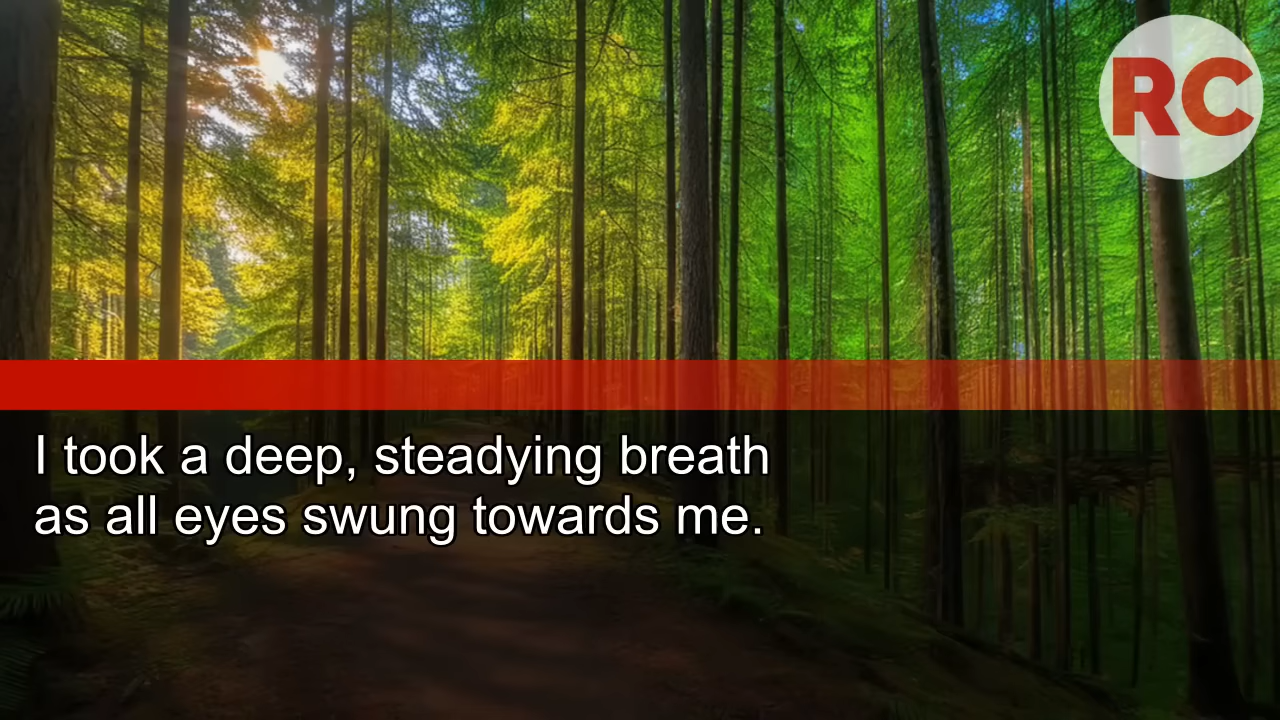 RC
I took a deep, steadying breath
as all eyes swung towards me.